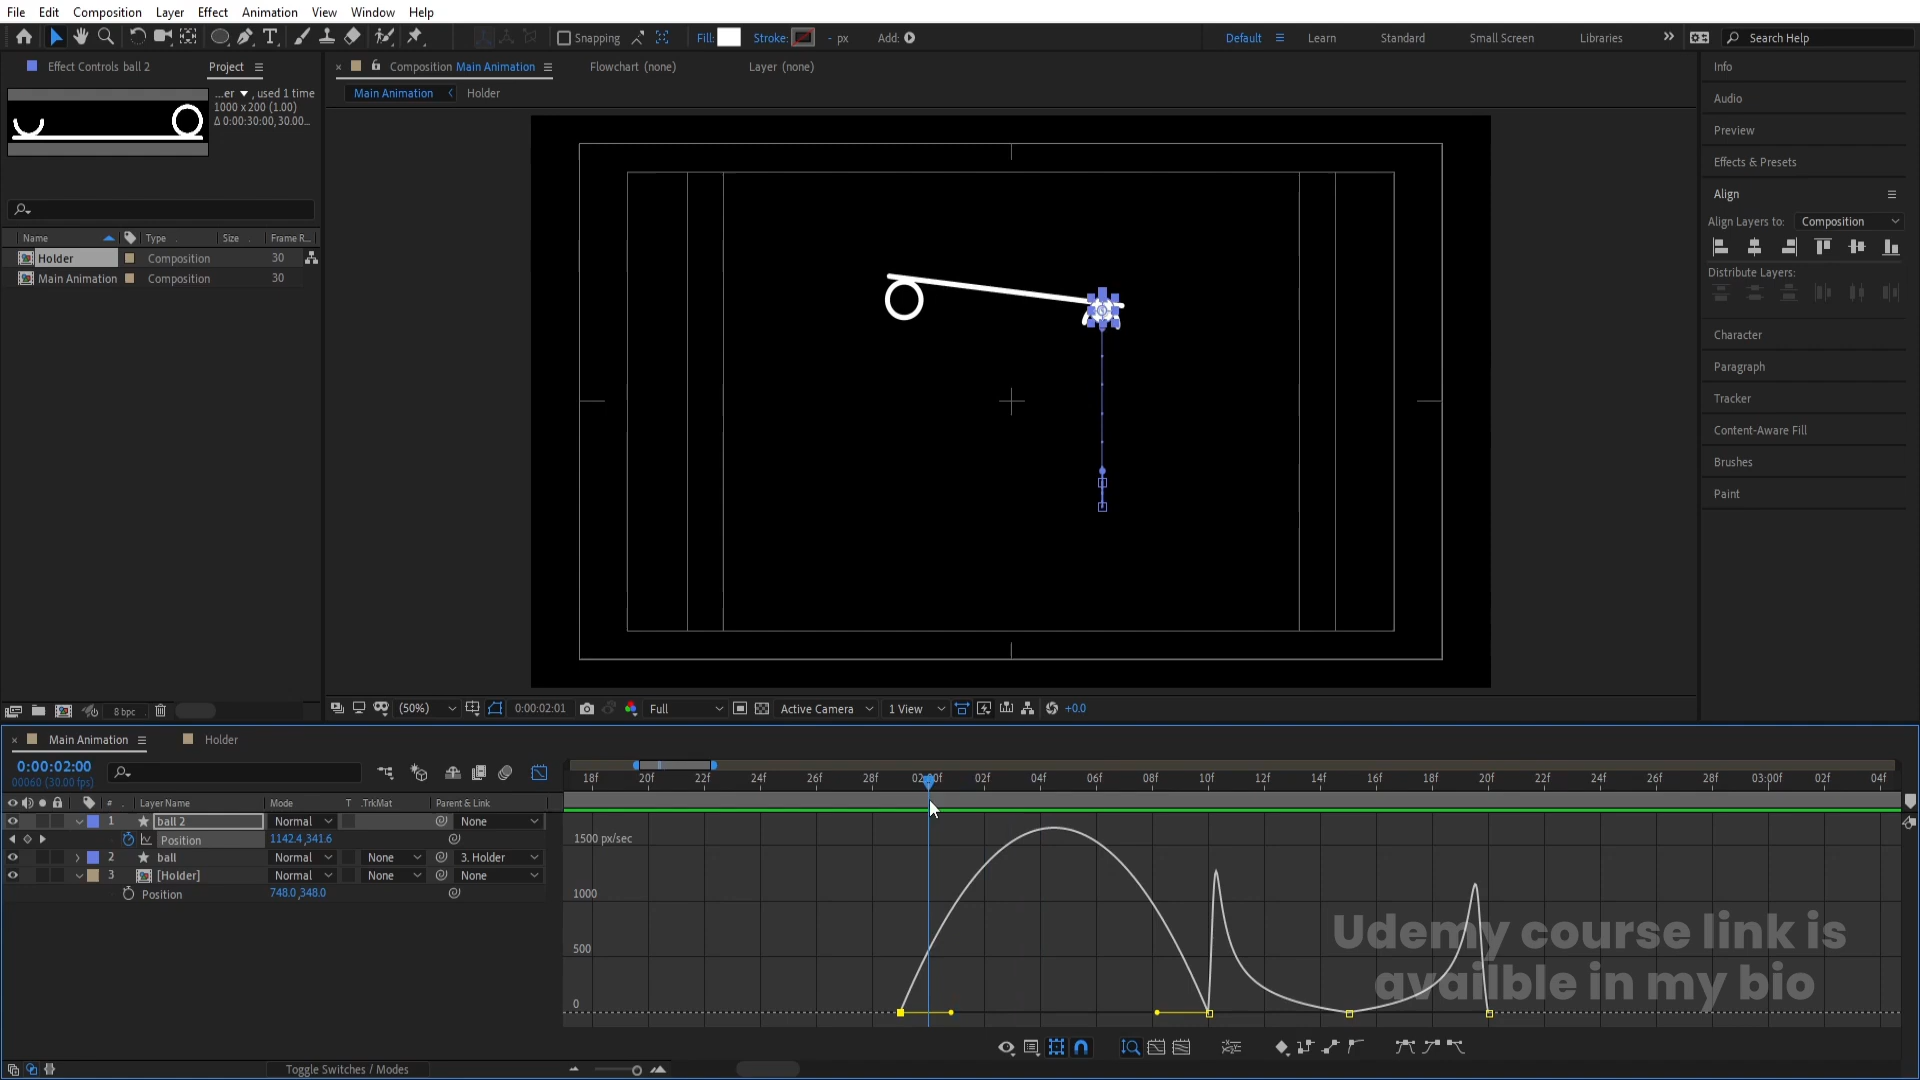 File Edit Composition Layer Effect Animation View Window Help
Snapping Fill: Stroke: - px Add: Default Learn Standard Small Screen Libraries Search Help
Effect Controls ball 2 Project
...er , used 1 time
1000 x 200 (1.00)
Δ 0:00:30:00, 30.00...
Name Type Size Frame R...
Holder Composition 30
Main Animation Composition 30
8 bpc
Composition Main Animation Flowchart (none) Layer (none)
Main Animation Holder
(50%) 0:00:02:01 Full Active Camera 1 View +0.0
Info
Audio
Preview
Effects & Presets
Align
Align Layers to: Composition
Distribute Layers:
Character
Paragraph
Tracker
Content-Aware Fill
Brushes
Paint
Main Animation Holder
0:00:02:00
00060 (30.00 fps)
# Layer Name Mode T .TrkMat Parent & Link
1 ball 2 Normal None
Position 1142.4,341.6
2 ball Normal None 3. Holder
3 [Holder] Normal None None
Position 748.0,348.0
Toggle Switches / Modes
18f 20f 22f 24f 26f 28f 02:00f 02f 04f 06f 08f 10f 12f 14f 16f 18f 20f 22f 24f 26f 28f 03:00f 02f 04f
1500 px/sec
1000
500
0
Udemy course link is
availble in my bio